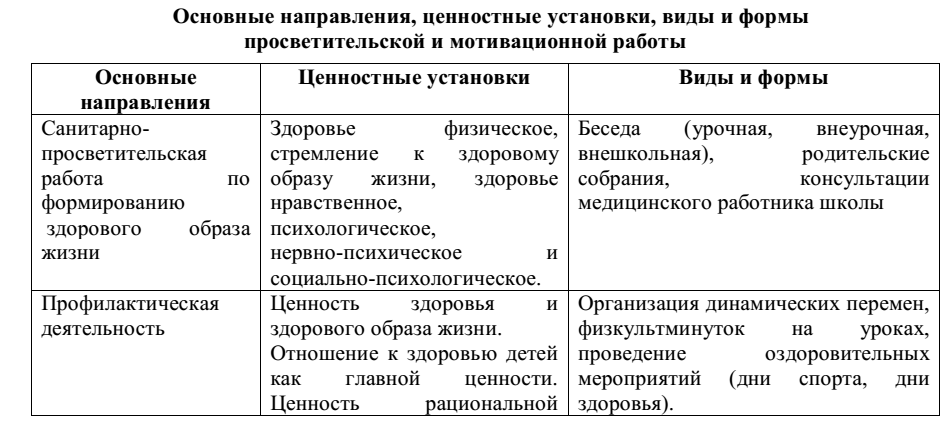 Основные направления, ценностные установки, виды и формы
просветительской и мотивационной работы
Основные
направления
Ценностные установки
Виды и формы
Санитарно-
просветительская
работа по
формированию
здорового образа
жизни
Здоровье физическое,
стремление к здоровому
образу жизни, здоровье
нравственное,
психологическое,
нервно-психическое и
социально-психологическое.
Беседа (урочная, внеурочная,
внешкольная), родительские
собрания, консультации
медицинского работника школы
Профилактическая
деятельность
Ценность здоровья и
здорового образа жизни.
Отношение к здоровью детей
как главной ценности.
Ценность рациональной
Организация динамических перемен,
физкультминуток на уроках,
проведение оздоровительных
мероприятий (дни спорта, дни
здоровья).